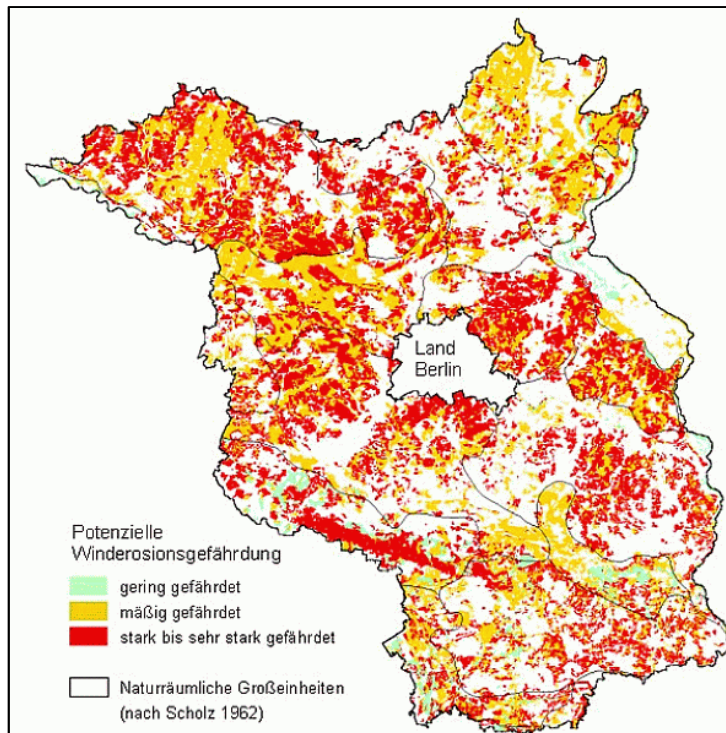 Land
Berlin
Potenzielle
Winderosionsgefährdung
gering gefährdet
mäßig gefährdet
stark bis sehr stark gefährdet
Naturräumliche Großeinheiten
(nach Scholz 1962)